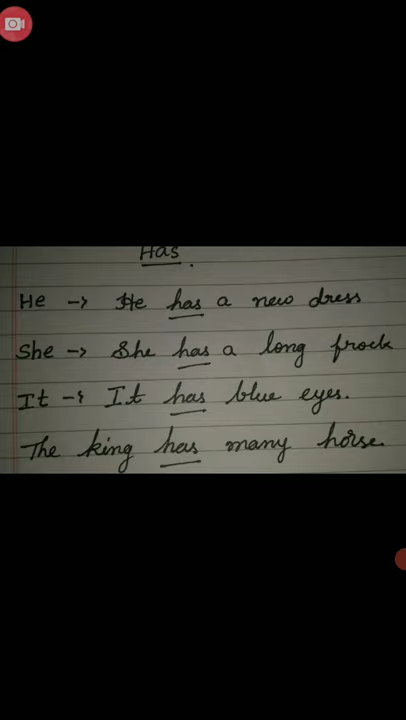 Has.
He → He has a new dress
She → She has a long frock
It → It has blue eyes.
The king has many horse.